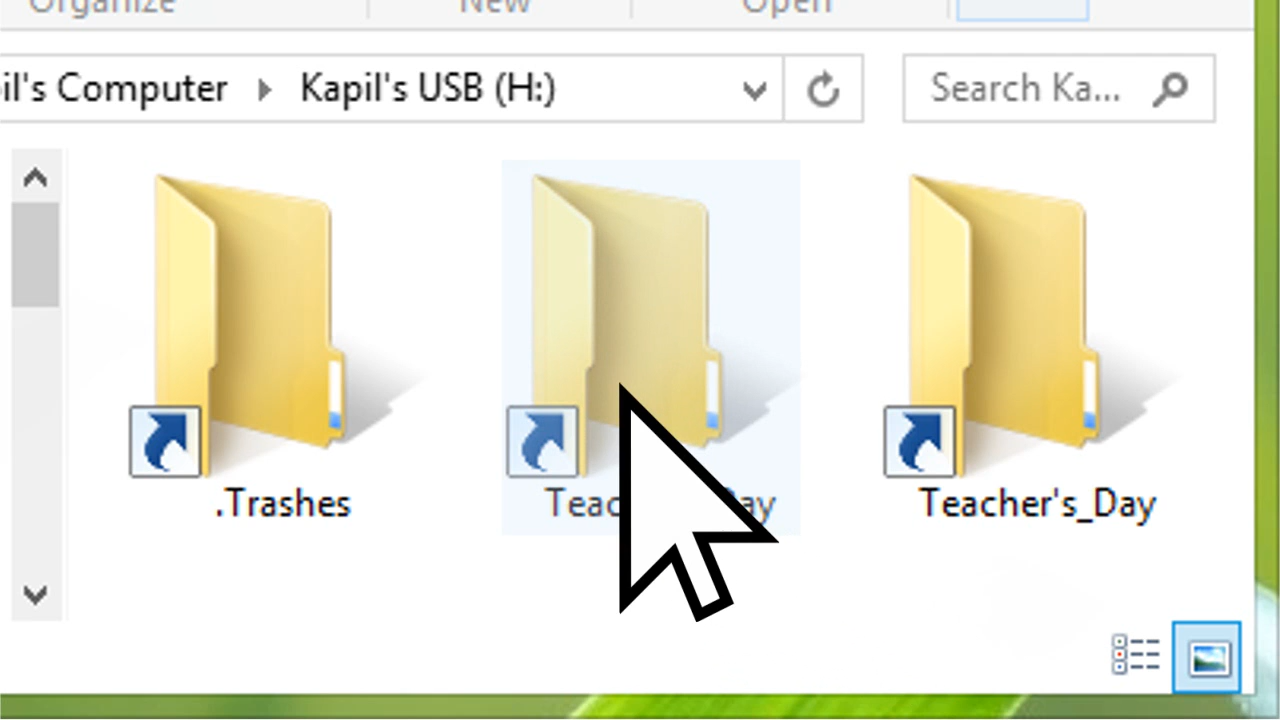 Organize New Open
il's Computer Kapil's USB (H:) Search Ka...
.Trashes Teac ay Teacher's_Day